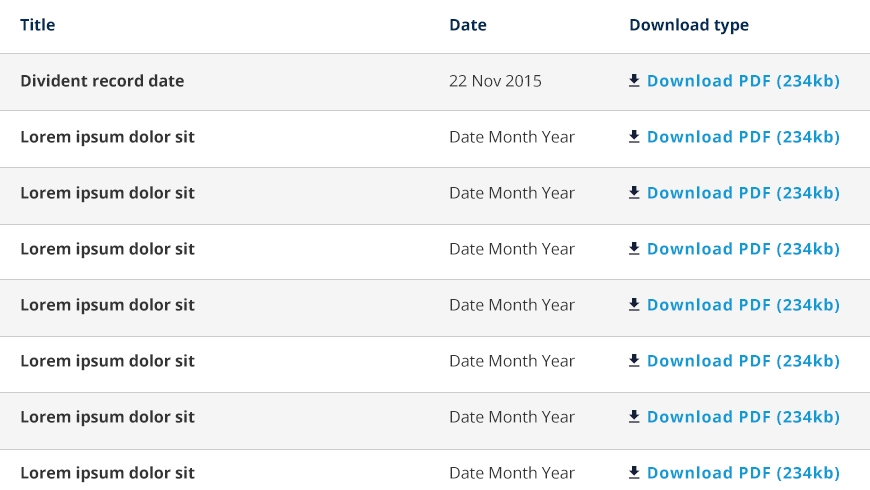 Title Date Download type
Divident record date 22 Nov 2015 Download PDF (234kb)
Lorem ipsum dolor sit Date Month Year Download PDF (234kb)
Lorem ipsum dolor sit Date Month Year Download PDF (234kb)
Lorem ipsum dolor sit Date Month Year Download PDF (234kb)
Lorem ipsum dolor sit Date Month Year Download PDF (234kb)
Lorem ipsum dolor sit Date Month Year Download PDF (234kb)
Lorem ipsum dolor sit Date Month Year Download PDF (234kb)
Lorem ipsum dolor sit Date Month Year Download PDF (234kb)